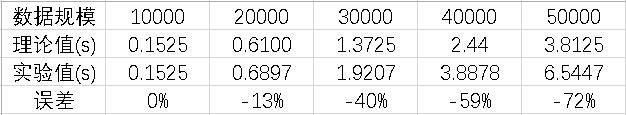 数据规模 10000 20000 30000 40000 50000
理论值(s) 0.1525 0.6100 1.3725 2.44 3.8125
实验值(s) 0.1525 0.6897 1.9207 3.8878 6.5447
误差 0% -13% -40% -59% -72%